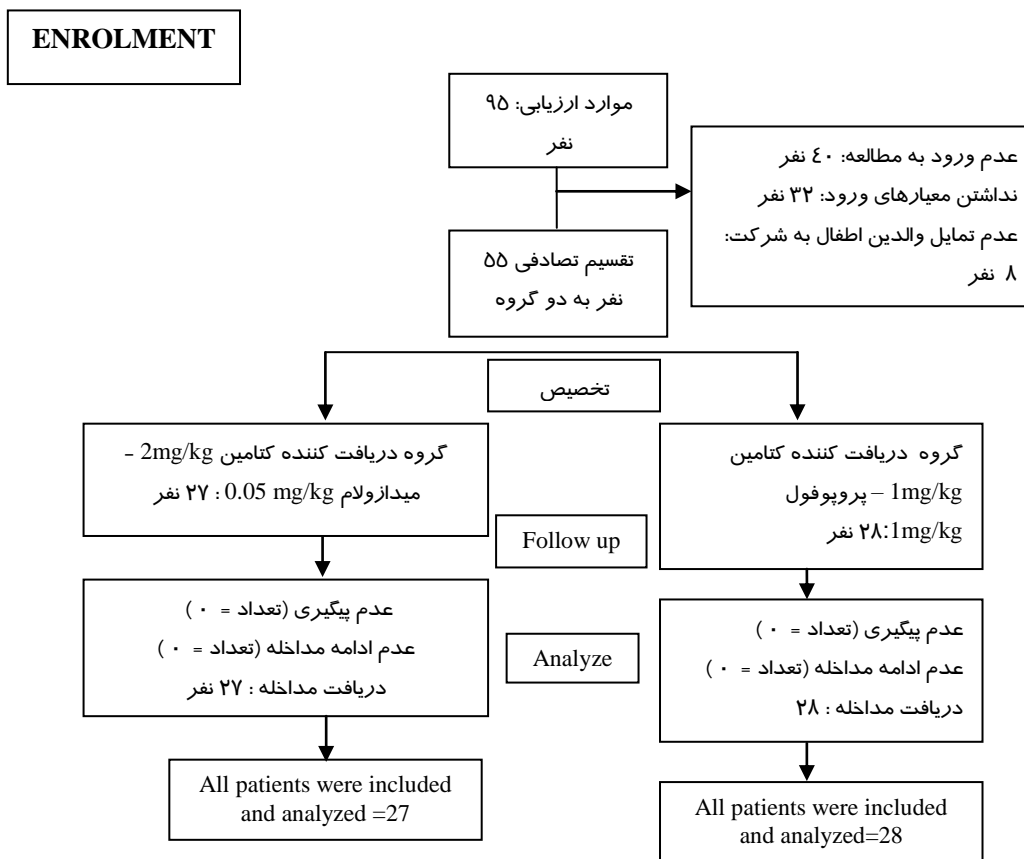 ENROLMENT
موارد ارزیابی: ۹۵
نفر
عدم ورود به مطالعه: ٤٠ نفر
نداشتن معیارهای ورود: ۳۲ نفر
عدم تمایل والدین اطفال به شرکت:
۸ نفر
تقسیم تصادفی ۵۵
نفر به دو گروه
تخصیص
گروه دریافت کننده کتامین 2mg/kg –
میدازولام 0.05 mg/kg : ۲۷ نفر
گروه دریافت کننده کتامین
1mg/kg – پروپوفول
1mg/kg:۲۸ نفر
Follow up
عدم پیگیری (تعداد = ۰ )
عدم ادامه مداخله (تعداد = ۰ )
دریافت مداخله : ۲۷ نفر
عدم پیگیری (تعداد = ۰ )
عدم ادامه مداخله (تعداد = ۰ )
دریافت مداخله : ۲۸
Analyze
All patients were included
and analyzed =27
All patients were included
and analyzed=28